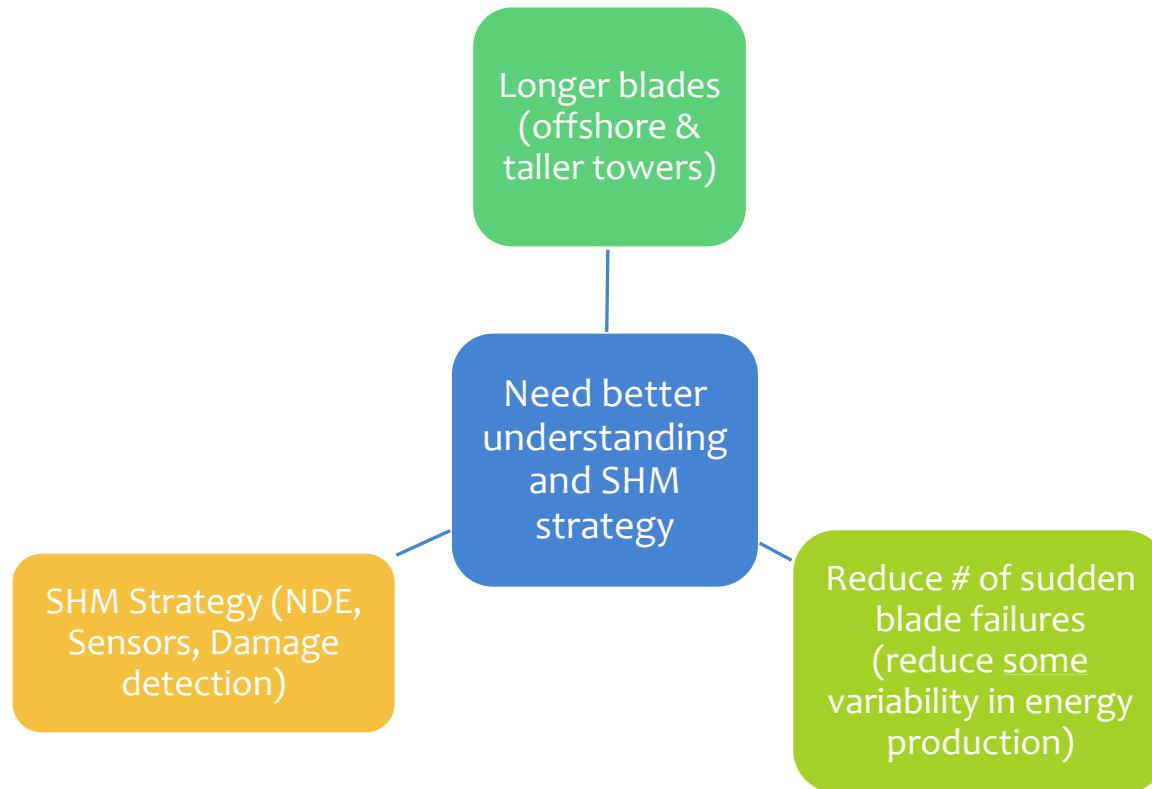 Longer blades
(offshore &
taller towers)
Need better
understanding
and SHM
strategy
SHM Strategy (NDE,
Sensors, Damage
detection)
Reduce # of sudden
blade failures
(reduce some
variability in energy
production)